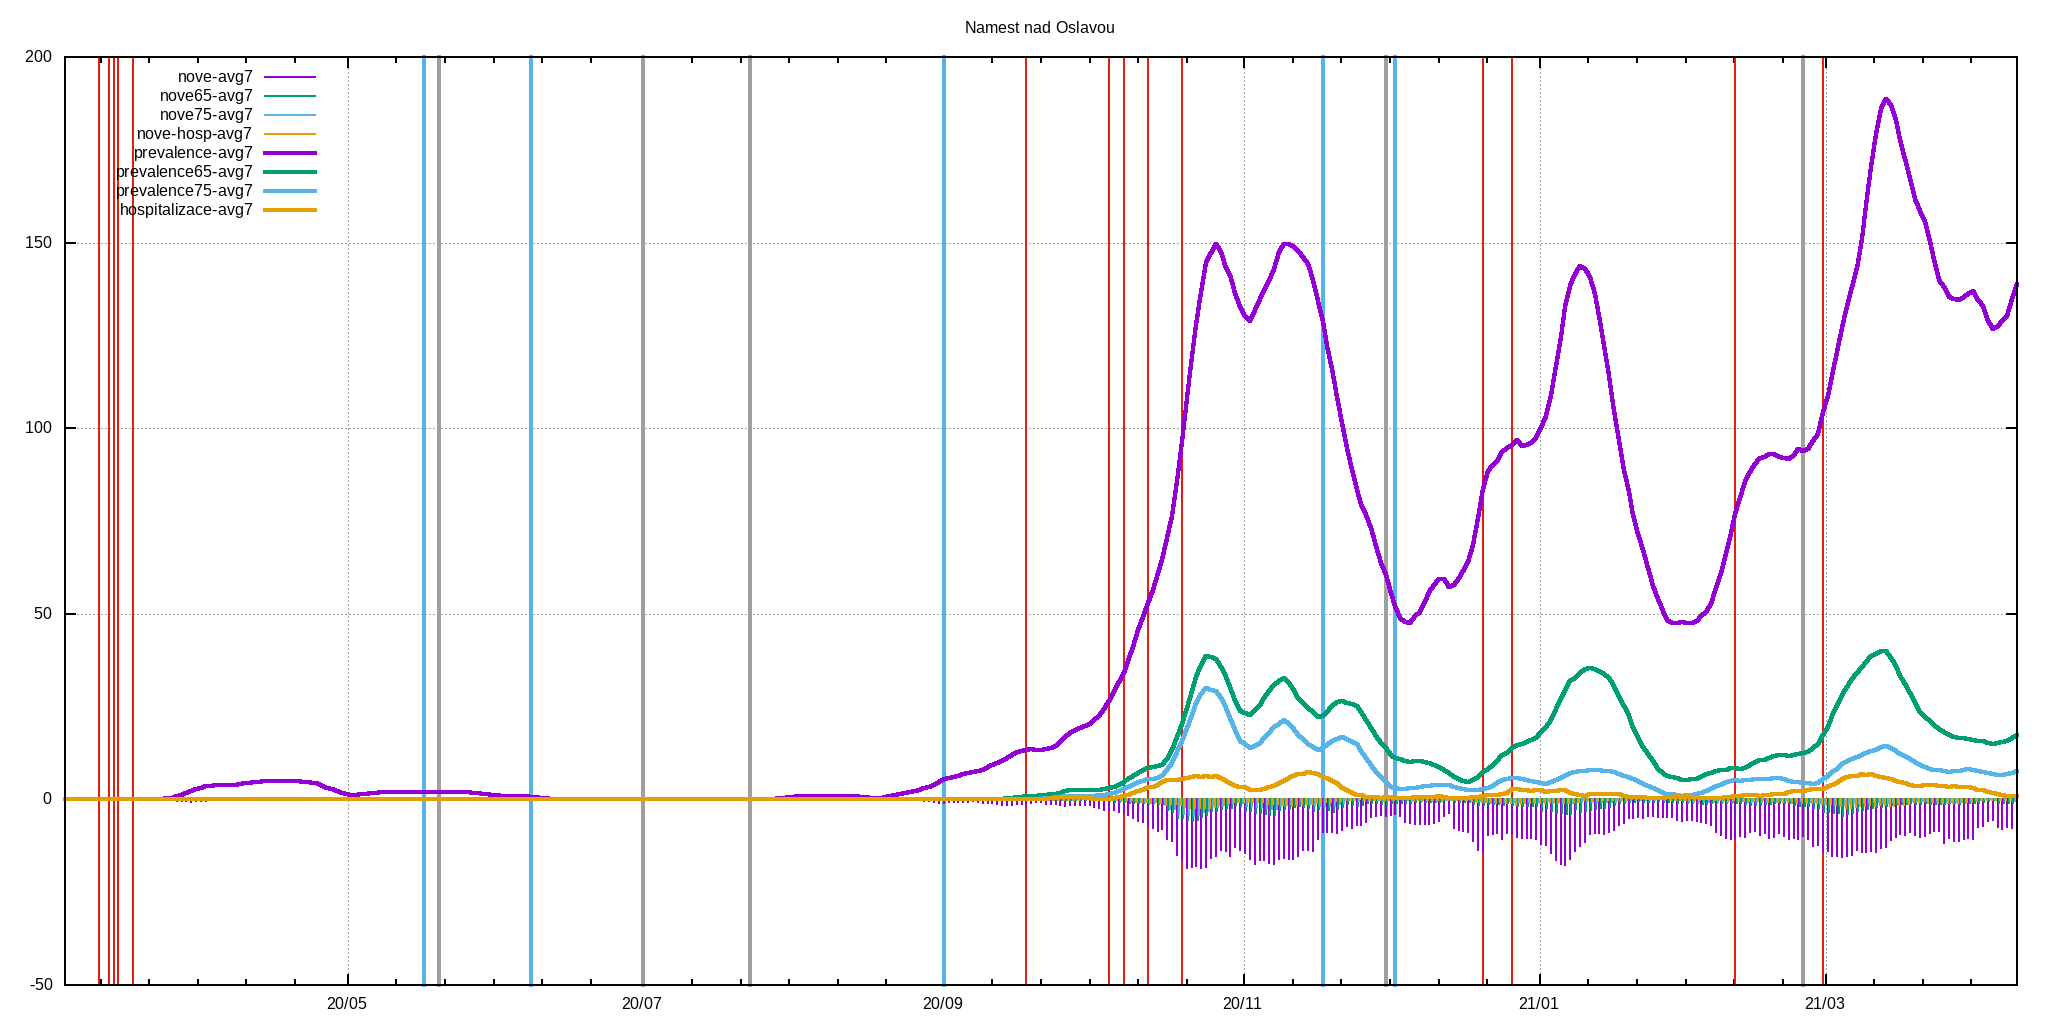 Namest nad Oslavou
200
nove-avg7
nove65-avg7
nove75-avg7
nove-hosp-avg7
prevalence-avg7
prevalence65-avg7
prevalence75-avg7
hospitalizace-avg7
150
100
50
0
-50
20/05 20/07 20/09 20/11 21/01 21/03